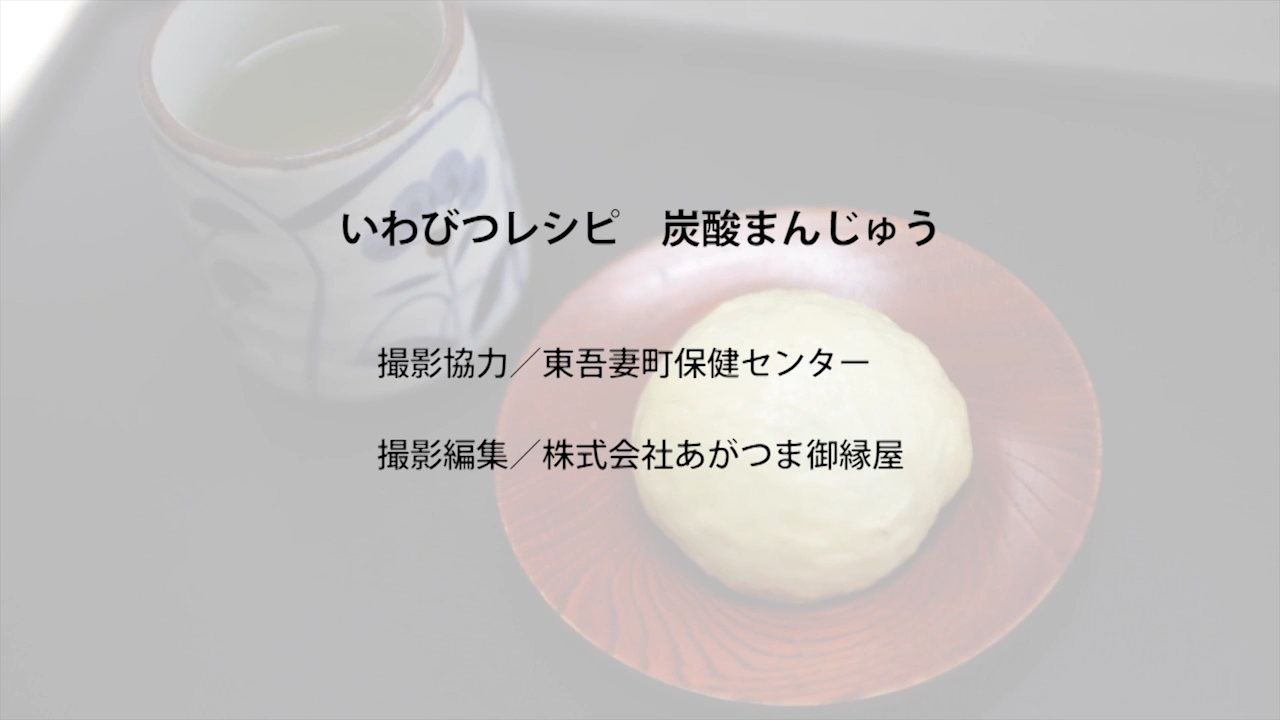 いわびつレシピ　炭酸まんじゅう
撮影協力／東吾妻町保健センター
撮影編集／株式会社あがつま御縁屋